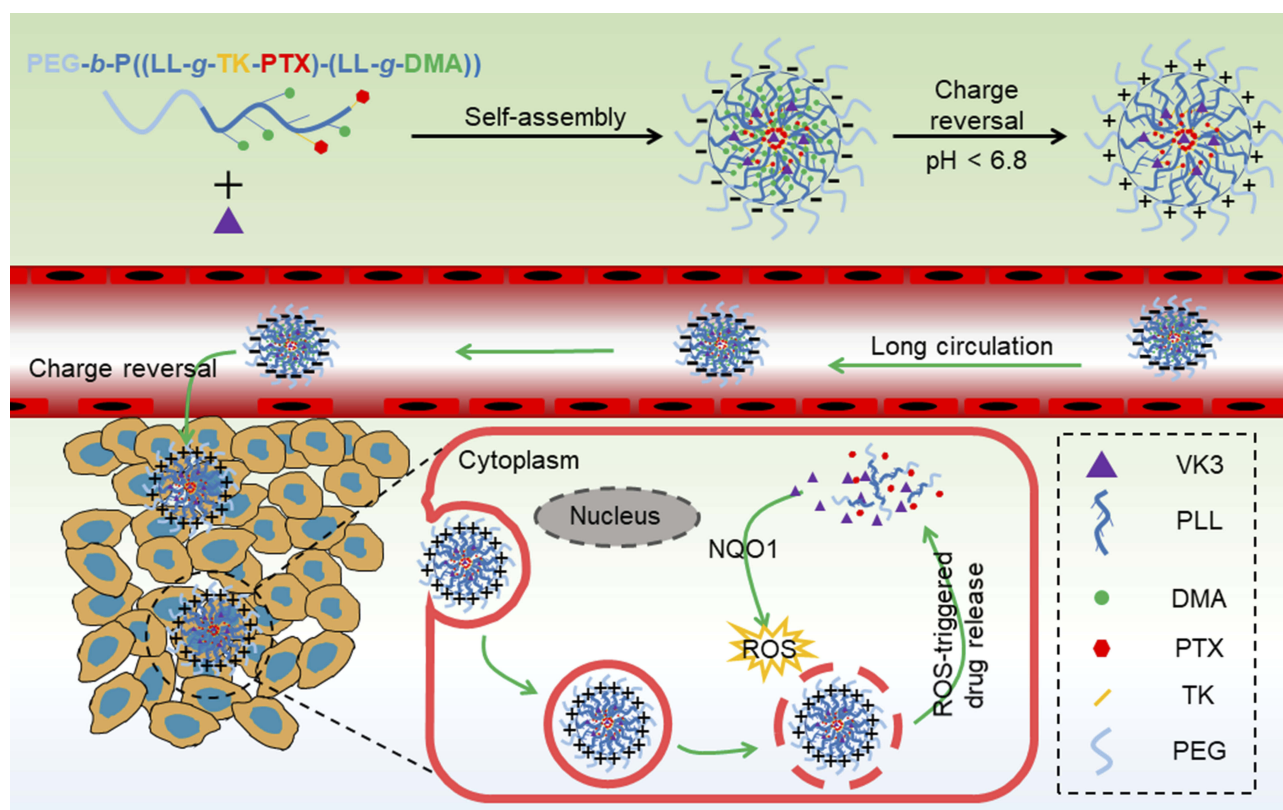 PEG-b-P((LL-g-TK-PTX)-(LL-g-DMA))
+
Self-assembly
Charge
reversal
pH < 6.8
Long circulation
Charge reversal
Cytoplasm
Nucleus
NQO1
ROS
ROS-triggered
drug release
VK3
PLL
DMA
PTX
TK
PEG